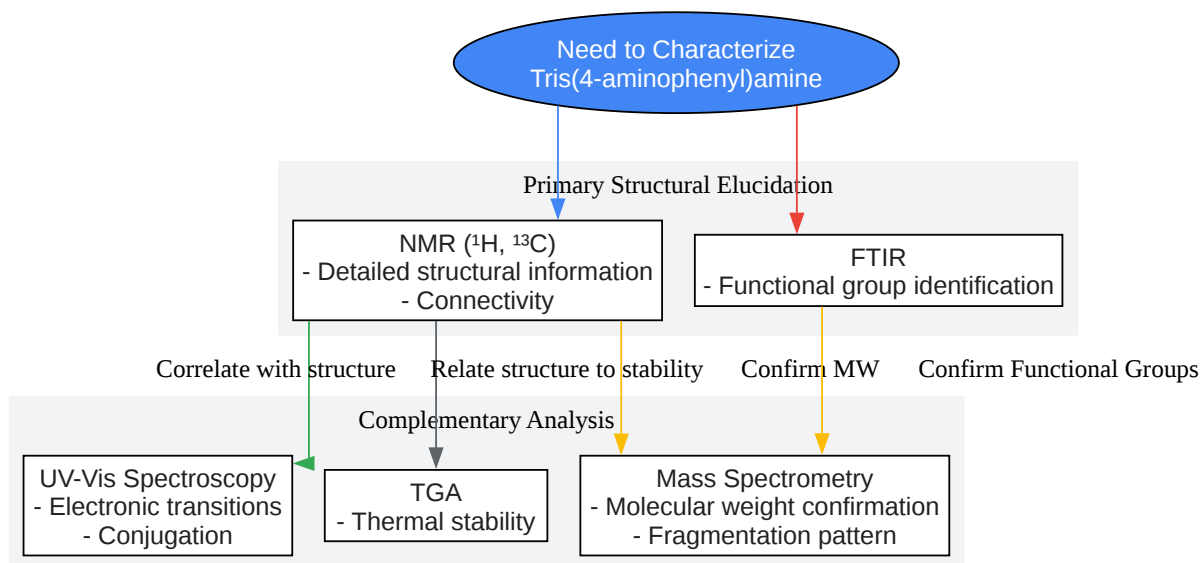 Need to Characterize
Tris(4-aminophenyl)amine
Primary Structural Elucidation
NMR (¹H, ¹³C)
- Detailed structural information
- Connectivity
FTIR
- Functional group identification
Correlate with structure
Relate structure to stability
Confirm MW
Confirm Functional Groups
Complementary Analysis
UV-Vis Spectroscopy
- Electronic transitions
- Conjugation
TGA
- Thermal stability
Mass Spectrometry
- Molecular weight confirmation
- Fragmentation pattern